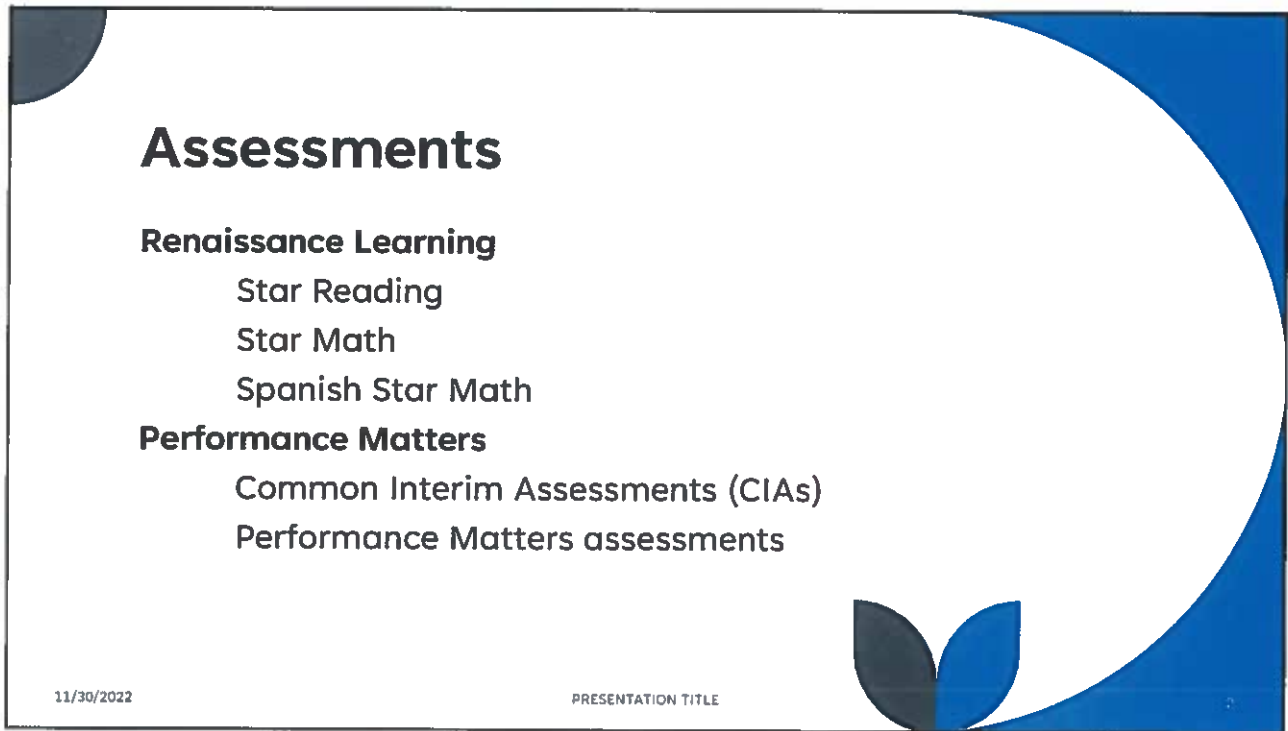 Assessments
Renaissance Learning
Star Reading
Star Math
Spanish Star Math
Performance Matters
Common Interim Assessments (CIAs)
Performance Matters assessments
11/30/2022
PRESENTATION TITLE